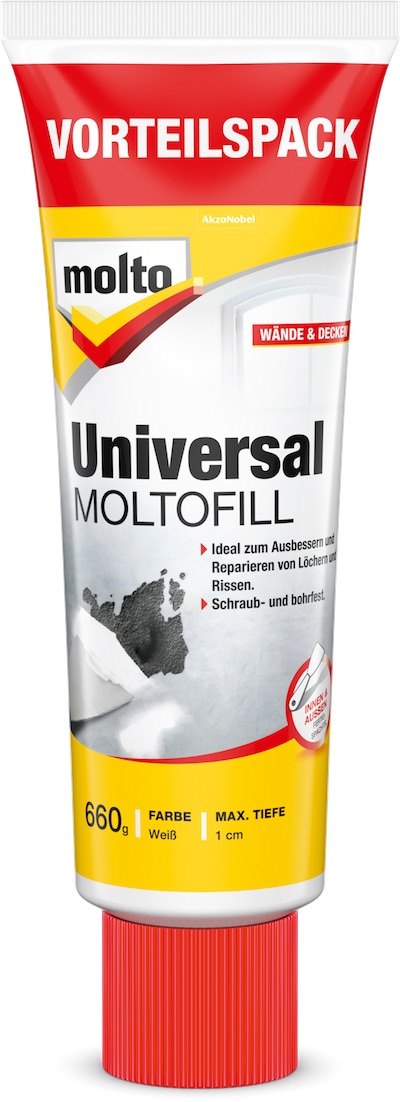 VORTEILSPACK
AkzoNobel
molto
WÄNDE & DECKEN
Universal
MOLTOFILL
Ideal zum Ausbessern und
Reparieren von Löchern und
Rissen.
Schraub- und bohrfest.
INNEN &
AUSSEN
660g
FARBE
Weiß
MAX. TIEFE
1 cm